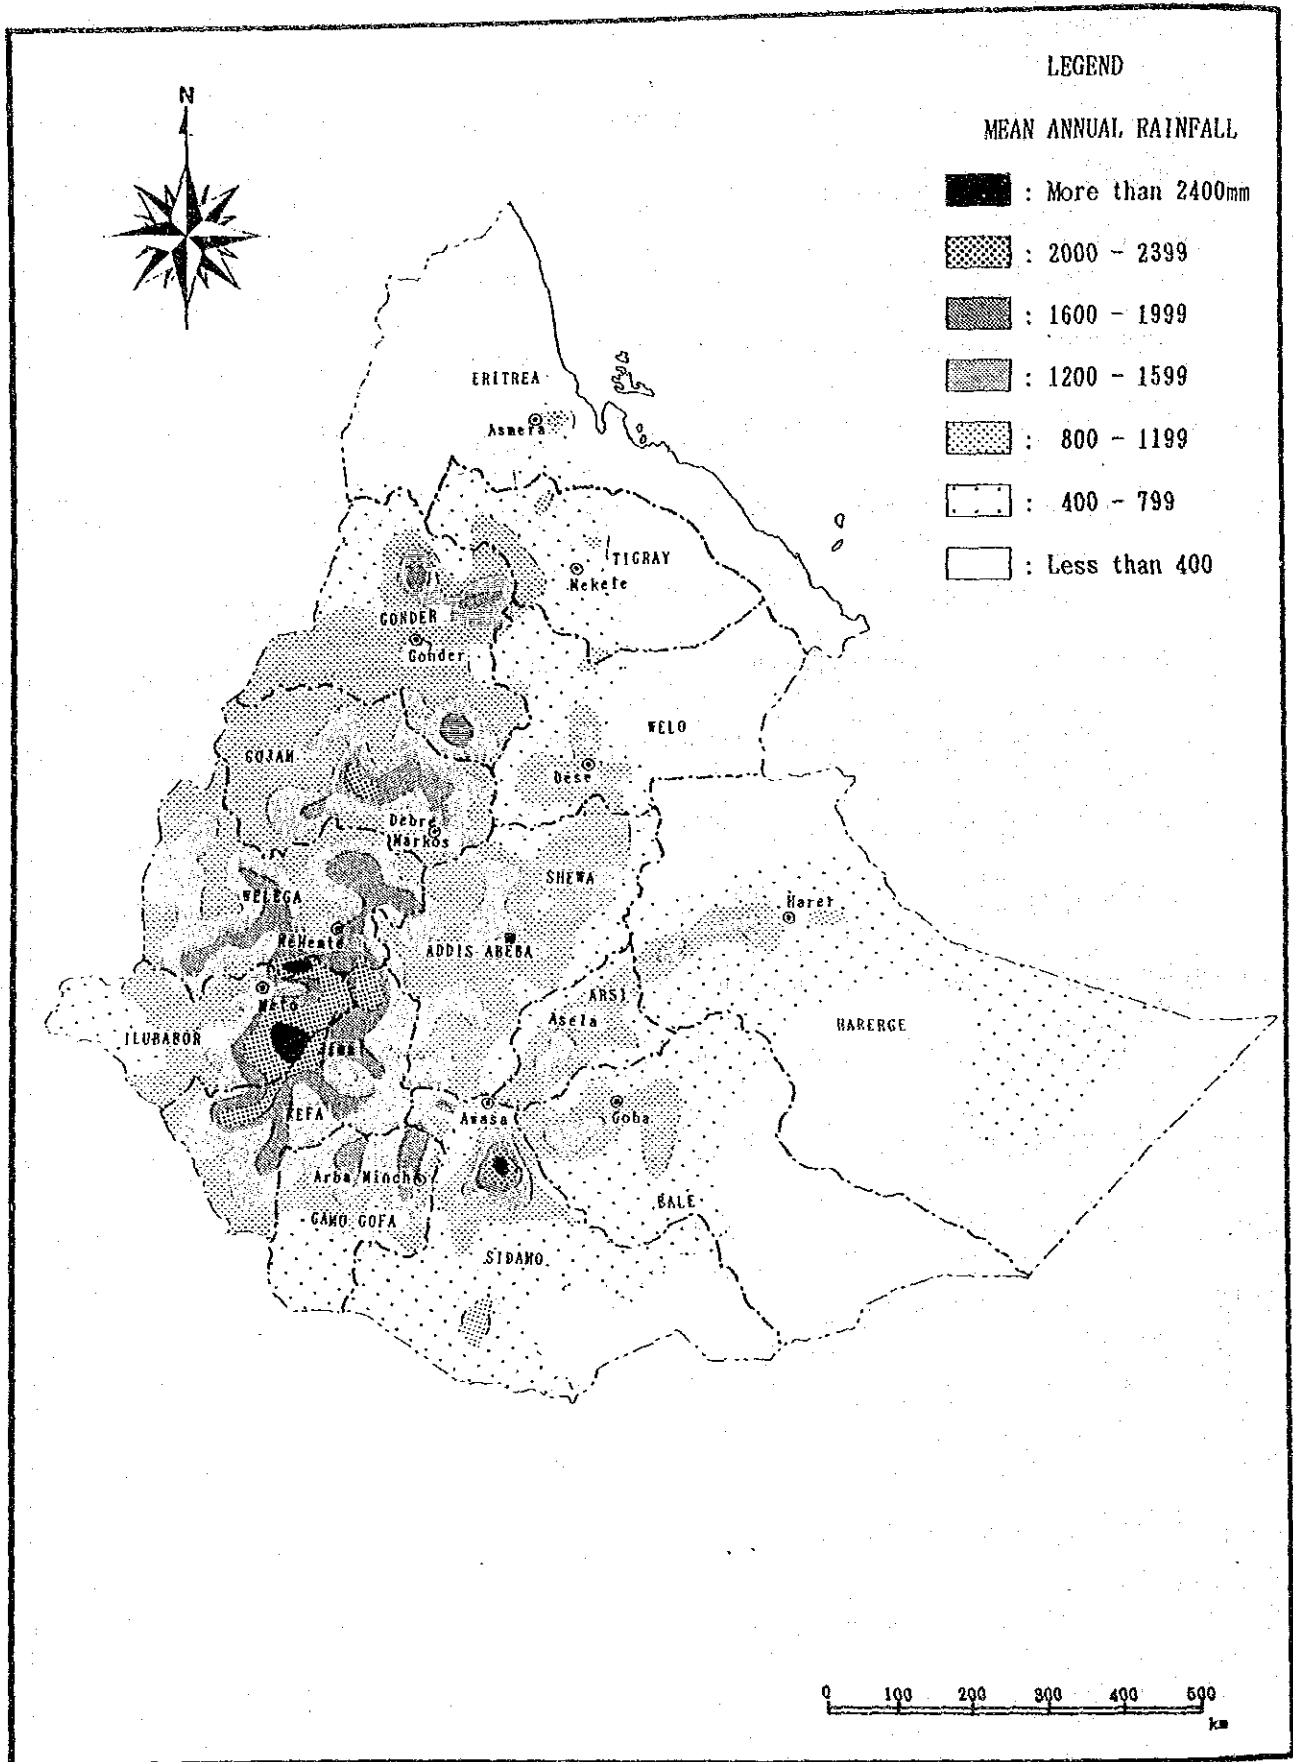 LEGEND
MEAN ANNUAL RAINFALL
: More than 2400mm
: 2000 - 2399
: 1600 - 1999
: 1200 - 1599
: 800 - 1199
: 400 - 799
: Less than 400
N
ERITREA
Asmera
TIGRAY
Mekele
GONDER
Gonder
WELO
GOJAM
Dese
Debre
Markos
SHEWA
WELEGA
Harer
ADDIS ABEBA
ARSI
Metu
Asela
HARERGE
ILUBABOR
KEFA
Awasa
Goba
Arba Minch
BALE
GAMO GOFA
SIDAMO
0 100 200 300 400 500
km